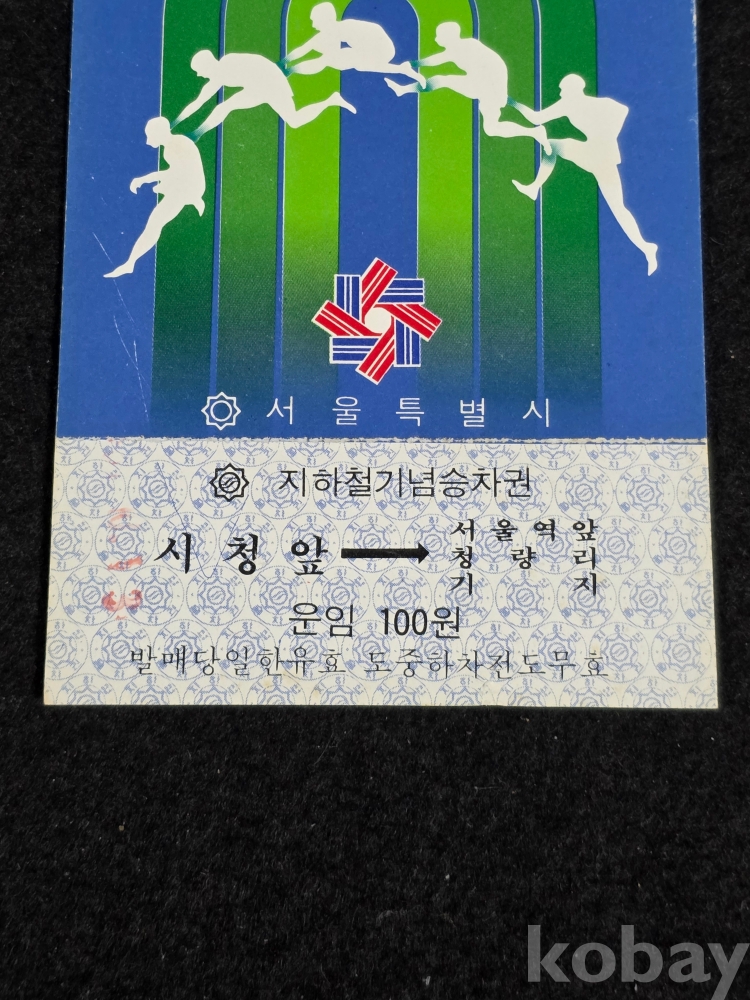 서울특별시
지하철기념승차권
시청앞 → 서울역앞
청량리
기지
운임 100원
발매당일한유효 도중하차전도무효
kobay